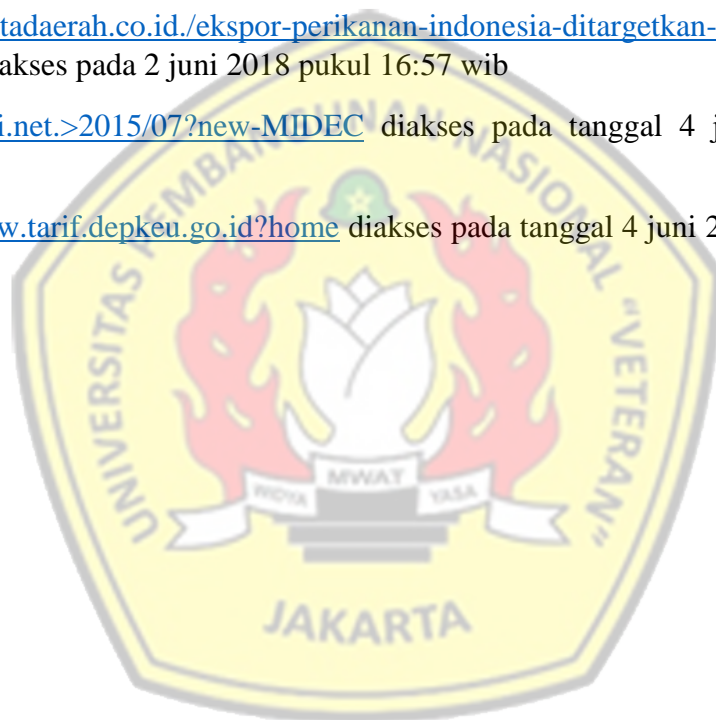 tadaerah.co.id./ekspor-perikanan-indonesia-ditargetkan-
akses pada 2 juni 2018 pukul 16:57 wib
i.net.>2015/07?new-MIDEC diakses pada tanggal 4 j
w.tarif.depkeu.go.id?home diakses pada tanggal 4 juni 2
UNIVERSITAS PEMBANGUNAN NASIONAL "VETERAN"
WIDYA MWAT YASA
JAKARTA